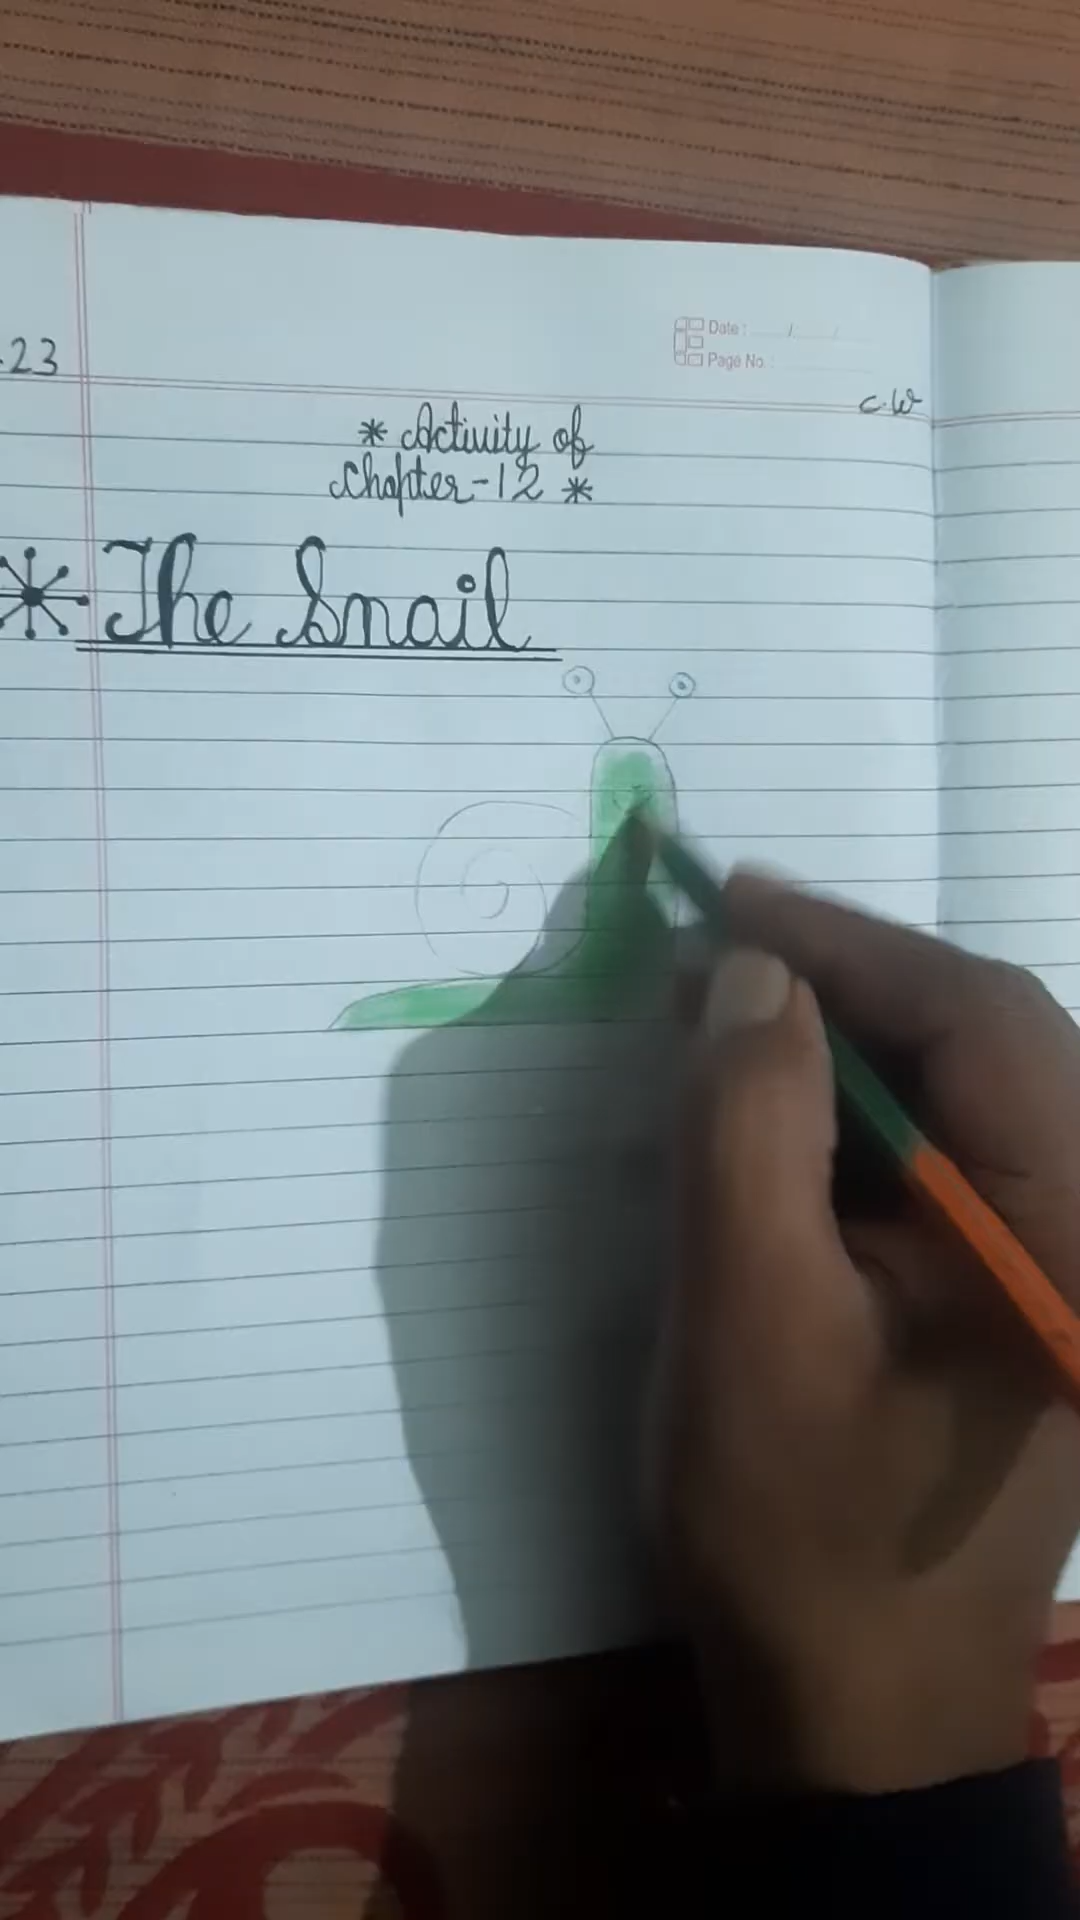 Date : ...../...../
Page No. :
.23
C.W
* Activity of
Chapter-12 *
* The Snail